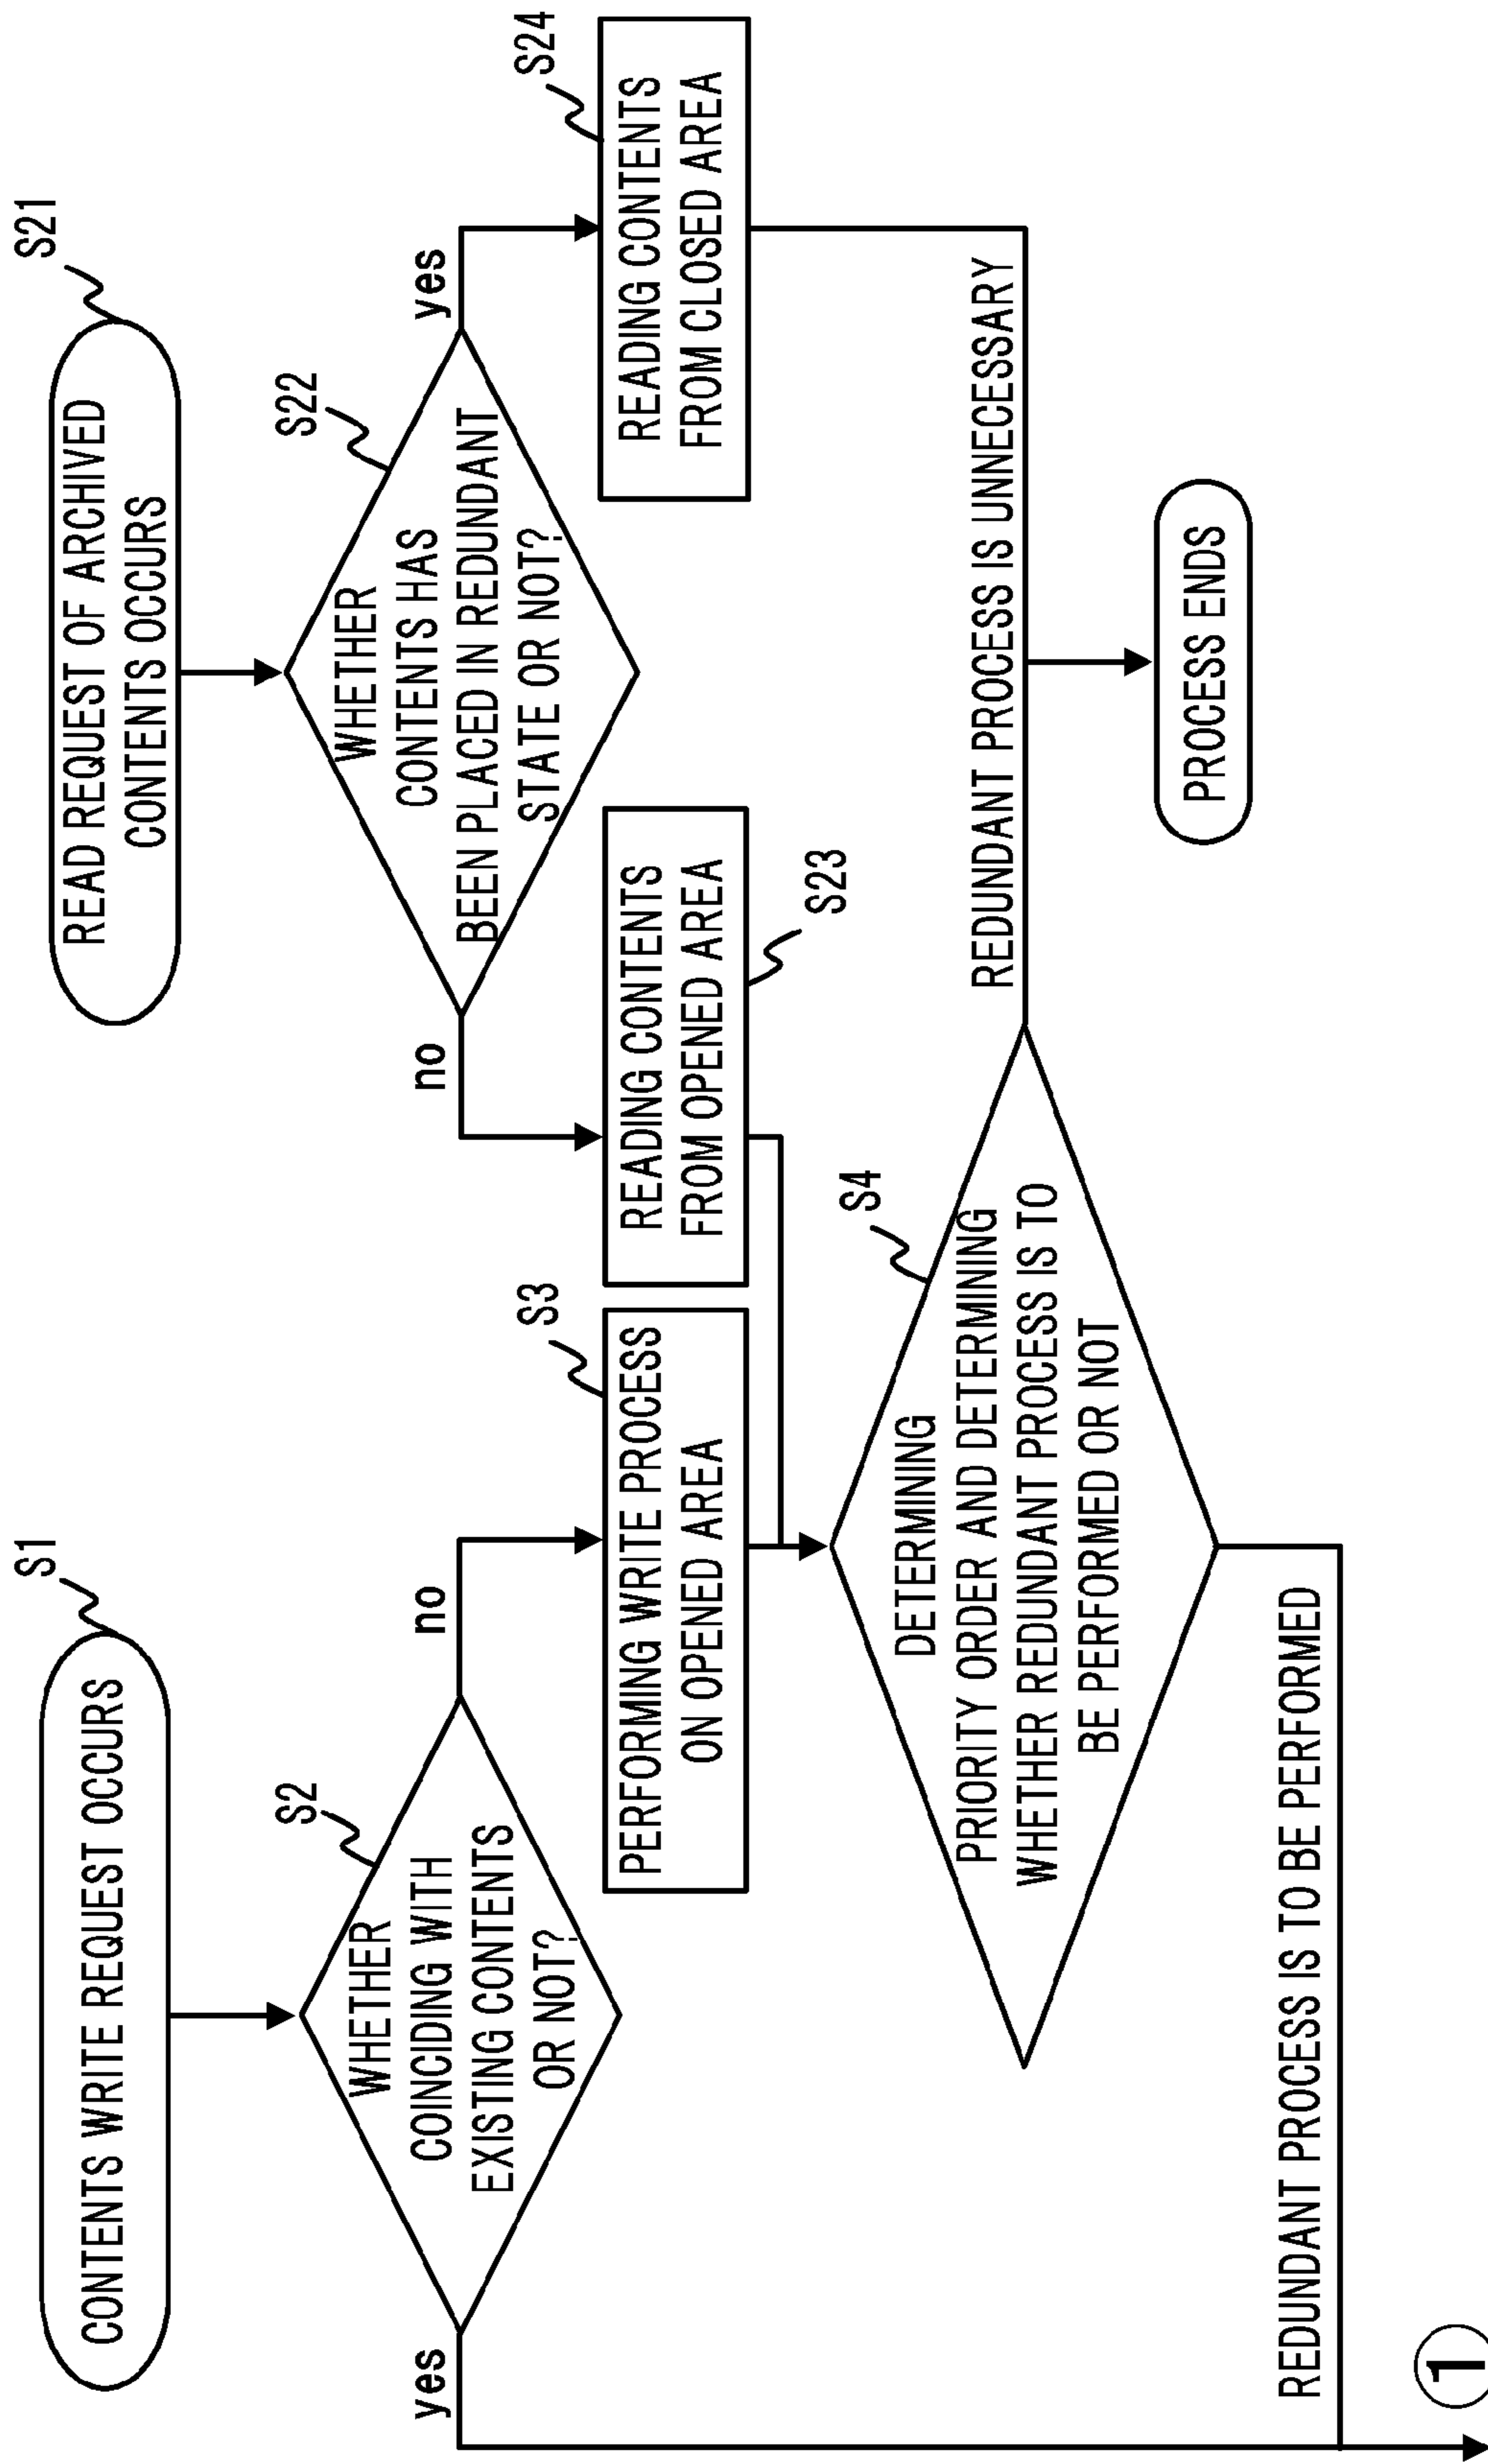 S1
CONTENTS WRITE REQUEST OCCURS
S2
WHETHER
COINCIDING WITH
EXISTING CONTENTS
OR NOT?
yes
no
S3
PERFORMING WRITE PROCESS
ON OPENED AREA
S21
READ REQUEST OF ARCHIVED
CONTENTS OCCURS
S22
WHETHER
CONTENTS HAS
BEEN PLACED IN REDUNDANT
STATE OR NOT?
no
yes
READING CONTENTS
FROM OPENED AREA
S23
S24
READING CONTENTS
FROM CLOSED AREA
S4
DETERMINING
PRIORITY ORDER AND DETERMINING
WHETHER REDUNDANT PROCESS IS TO
BE PERFORMED OR NOT
REDUNDANT PROCESS IS UNNECESSARY
PROCESS ENDS
REDUNDANT PROCESS IS TO BE PERFORMED
1